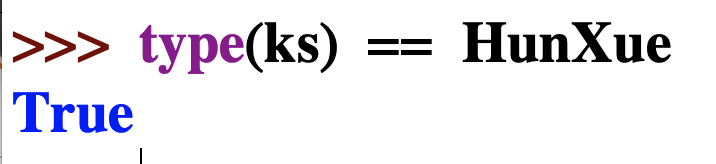 >>> type(ks) == HunXue
True